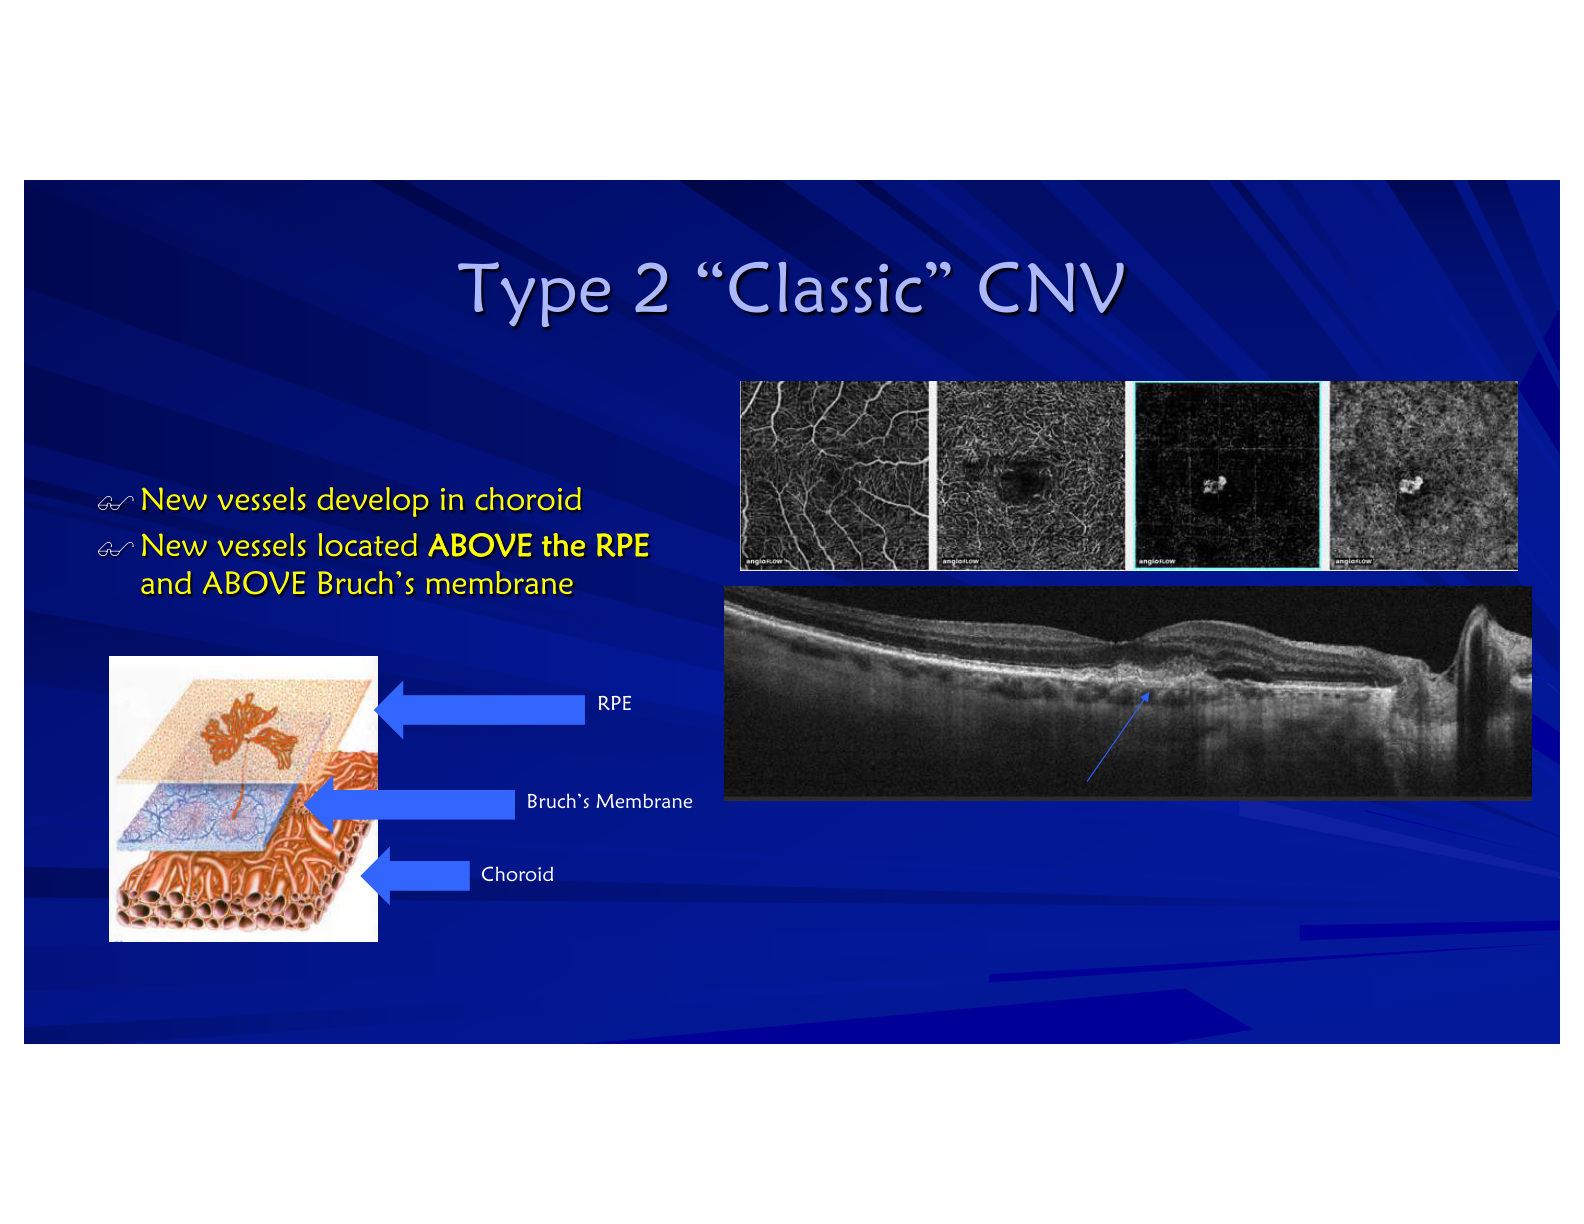 Type 2 “Classic” CNV
New vessels develop in choroid
New vessels located ABOVE the RPE
and ABOVE Bruch’s membrane
RPE
Bruch’s Membrane
Choroid
angioFLOW
angioFLOW
angioFLOW
angioFLOW